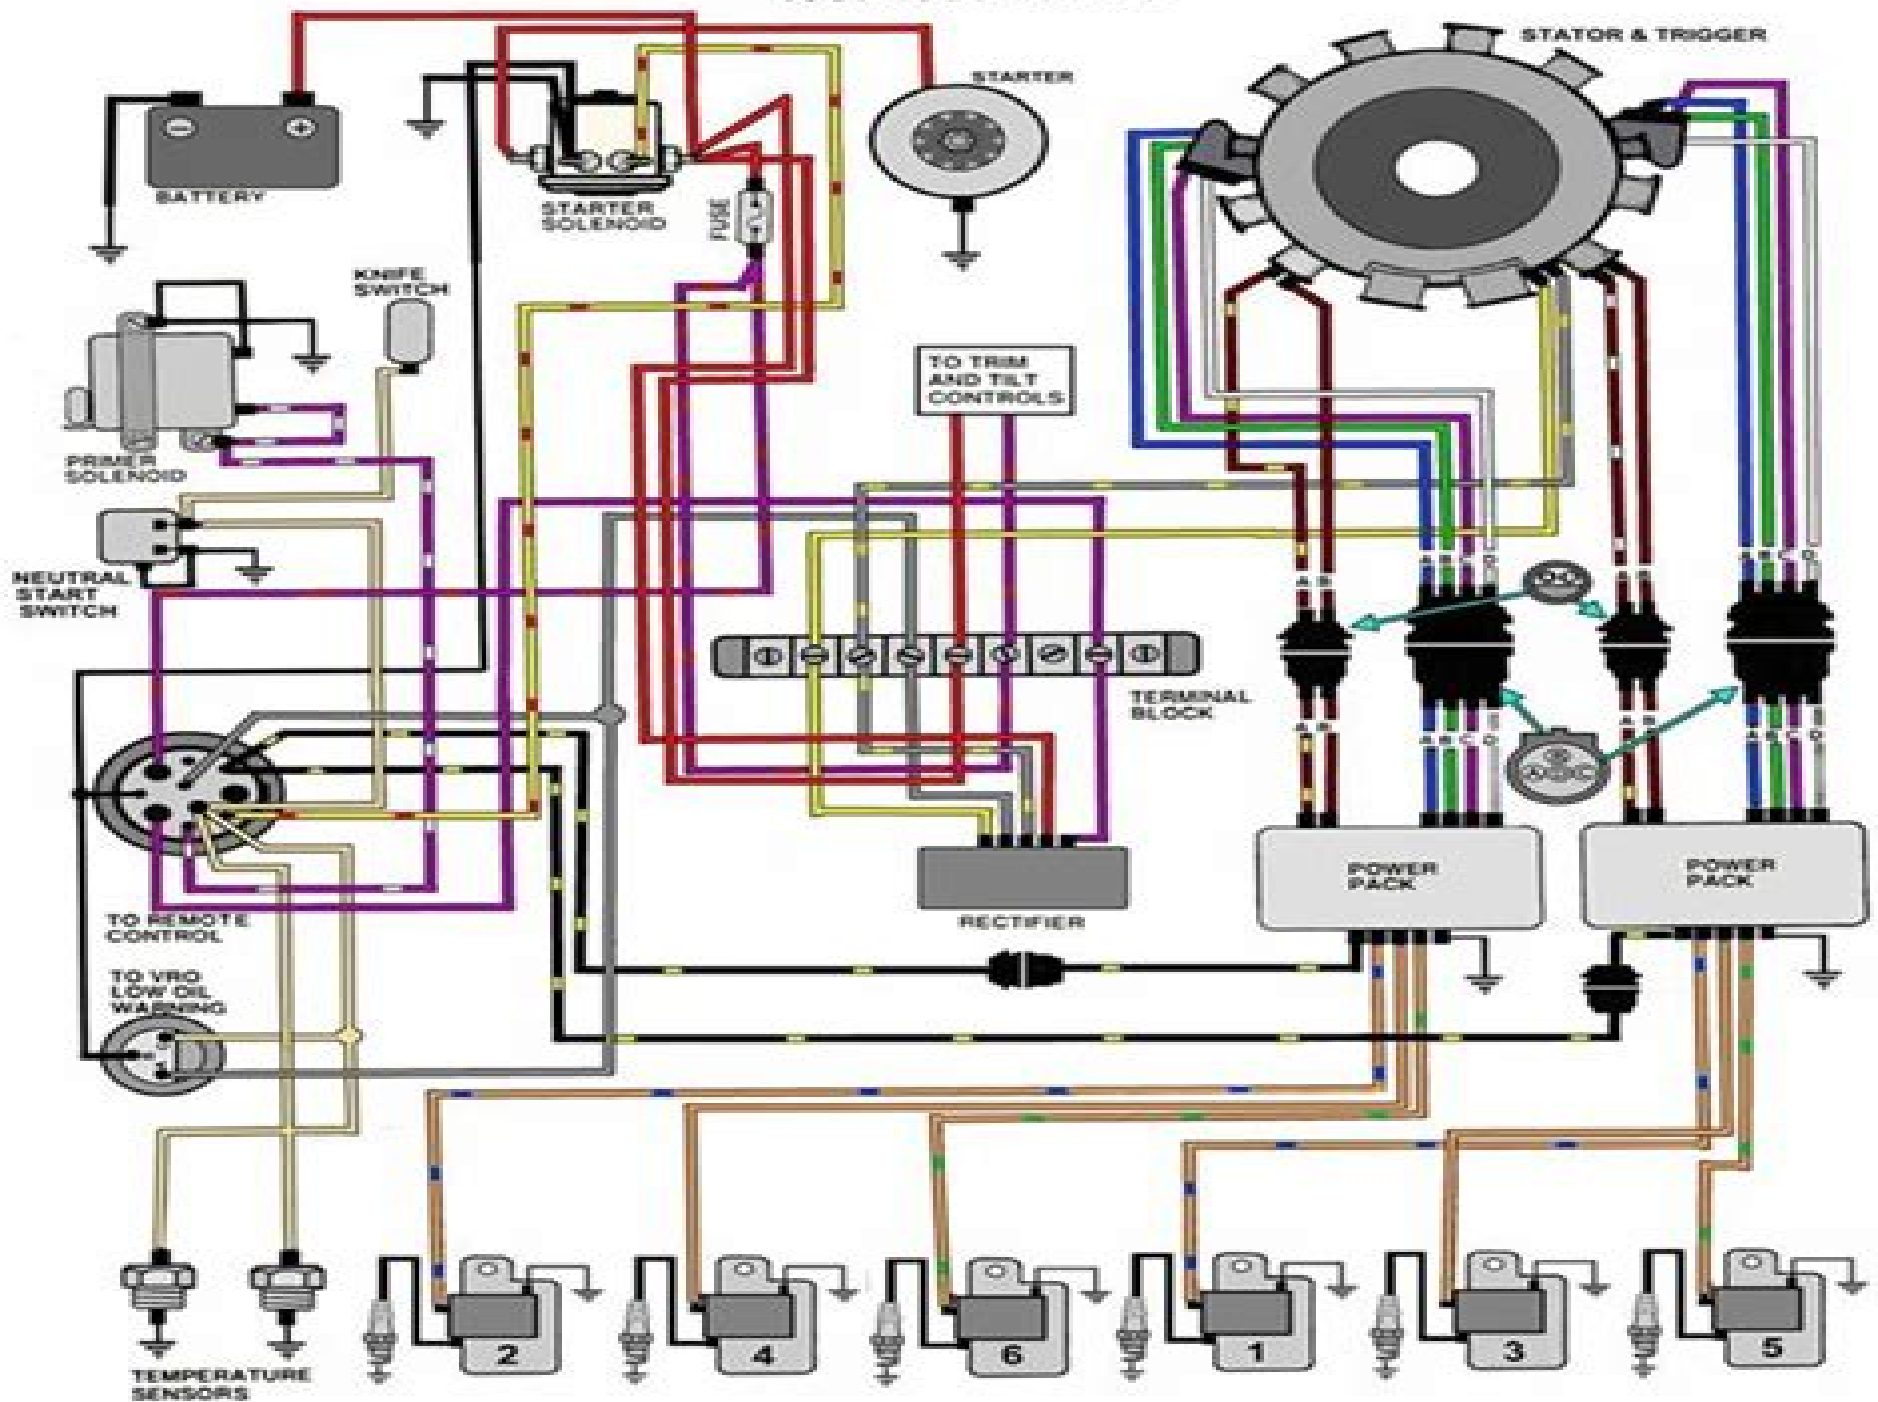 STATOR & TRIGGER
STARTER
BATTERY
STARTER
SOLENOID
FUSE
KNIFE
SWITCH
TO TRIM
AND TILT
CONTROLS
PRIMER
SOLENOID
NEUTRAL
START
SWITCH
A B
A B C D
A B
A B C D
TERMINAL
BLOCK
A B
A B C D
A B
A B C D
A C
POWER
PACK
POWER
PACK
RECTIFIER
TO REMOTE
CONTROL
TO VRO
LOW OIL
WARNING
2
4
6
1
3
5
TEMPERATURE
SENSORS